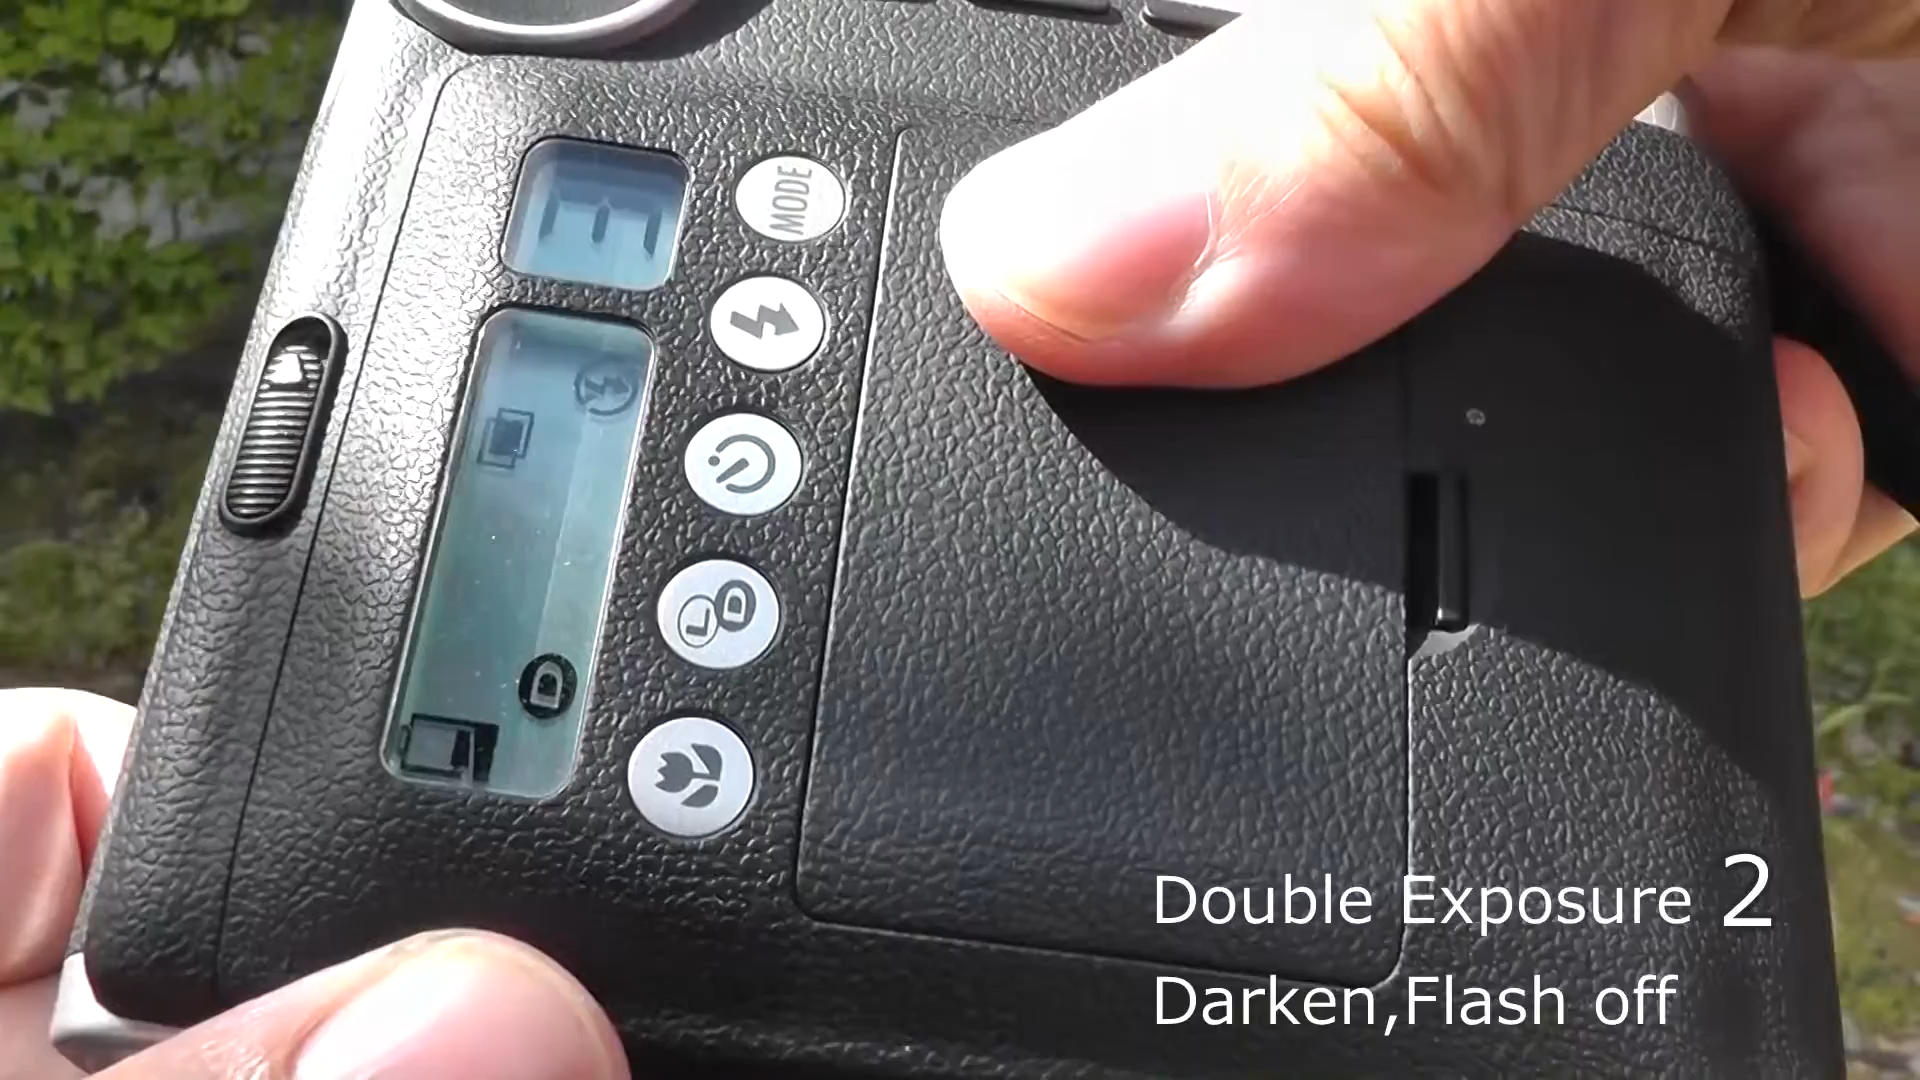 MODE
L D
D
Double Exposure 2
Darken,Flash off